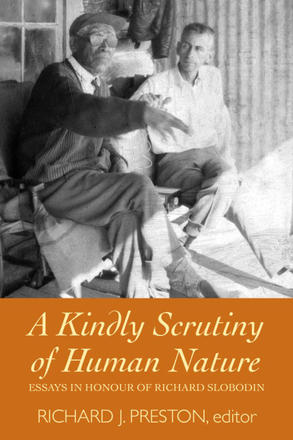 A Kindly Scrutiny
of Human Nature
ESSAYS IN HONOUR OF RICHARD SLOBODIN
RICHARD J. PRESTON, editor